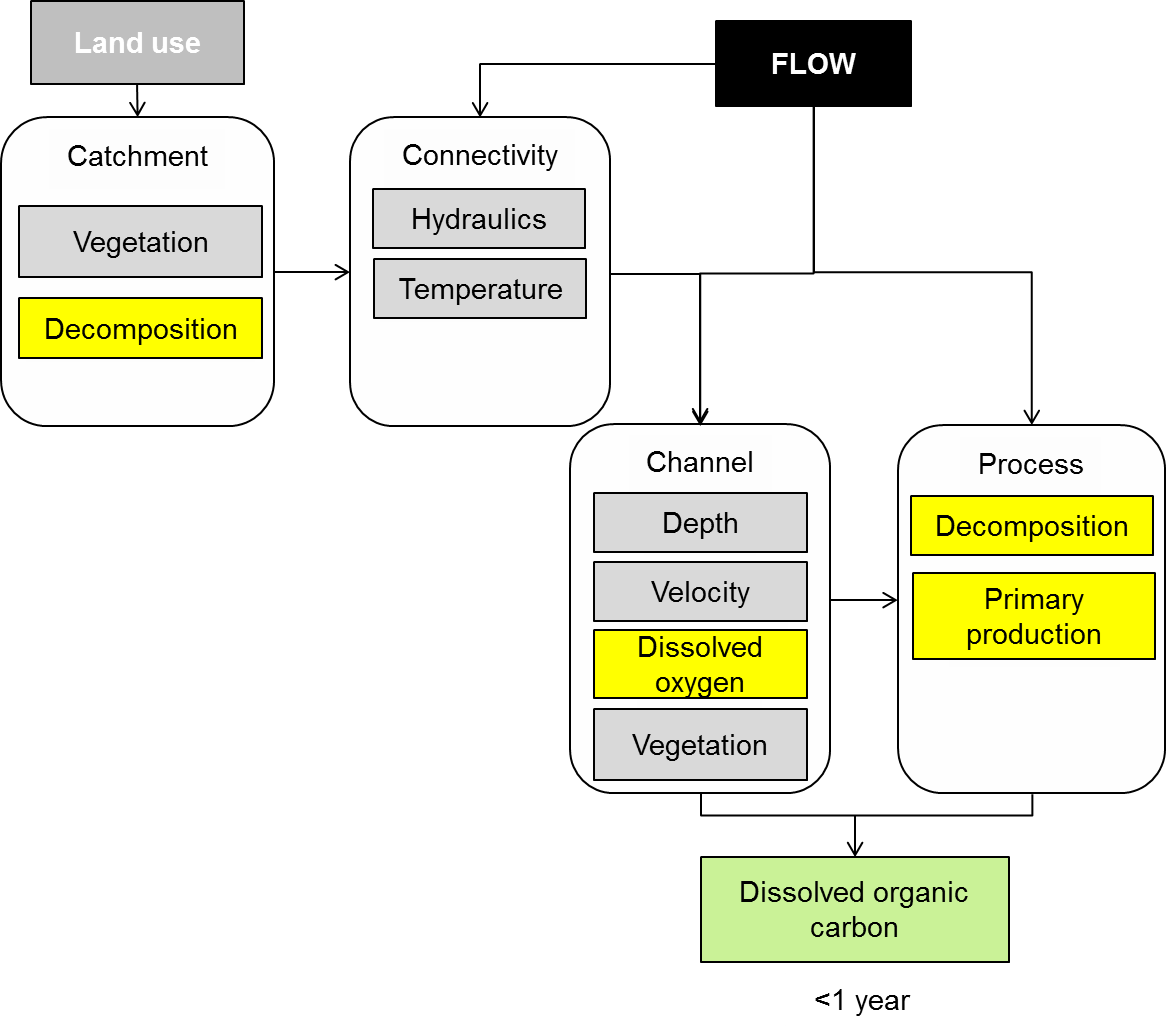 Land use
FLOW
Catchment
Vegetation
Decomposition
Connectivity
Hydraulics
Temperature
Channel
Depth
Velocity
Dissolved
oxygen
Vegetation
Process
Decomposition
Primary
production
Dissolved organic
carbon
<1 year